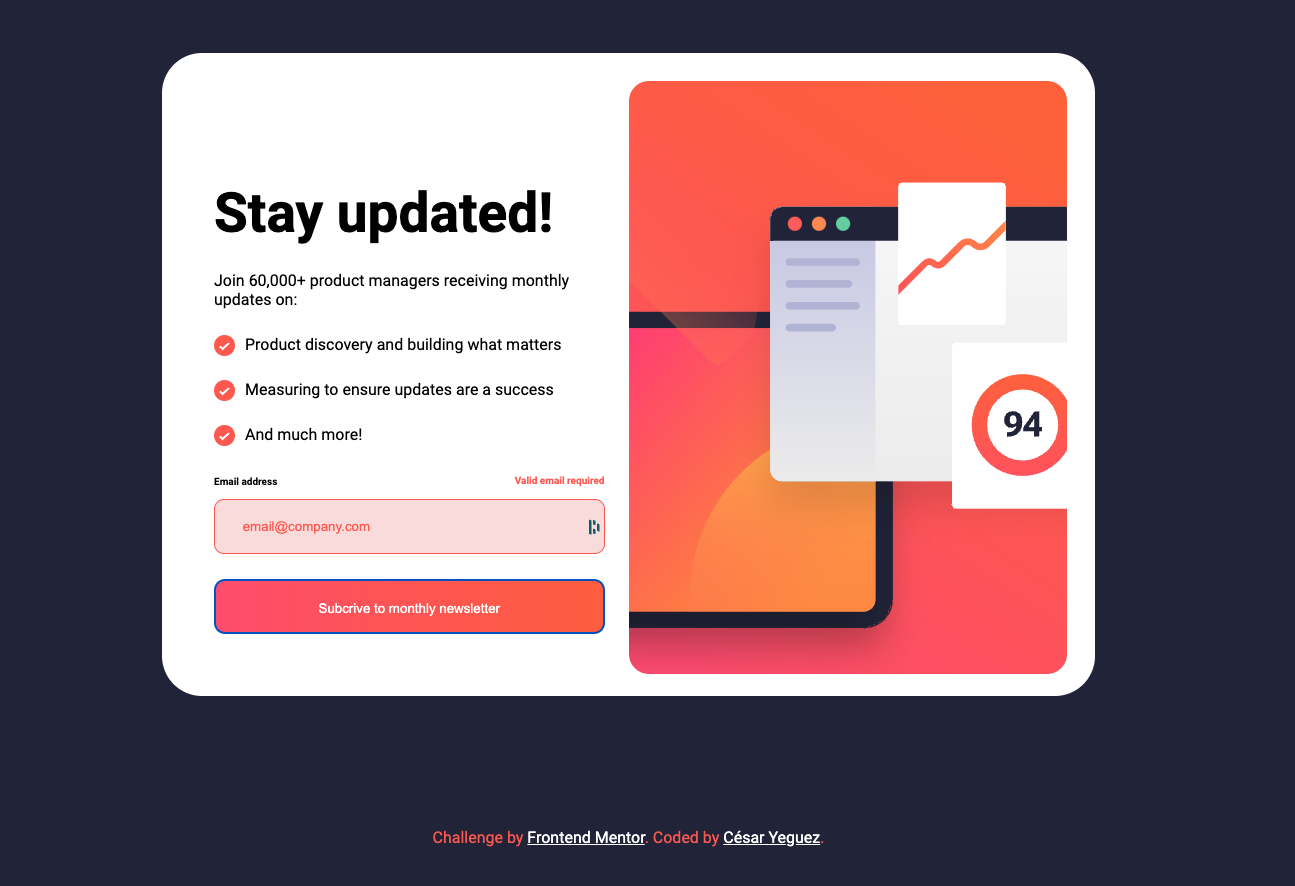 Stay updated!
Join 60,000+ product managers receiving monthly
updates on:
Product discovery and building what matters
Measuring to ensure updates are a success
And much more!
Email address
Valid email required
email@company.com
Subcrive to monthly newsletter
94
Challenge by Frontend Mentor. Coded by César Yeguez.